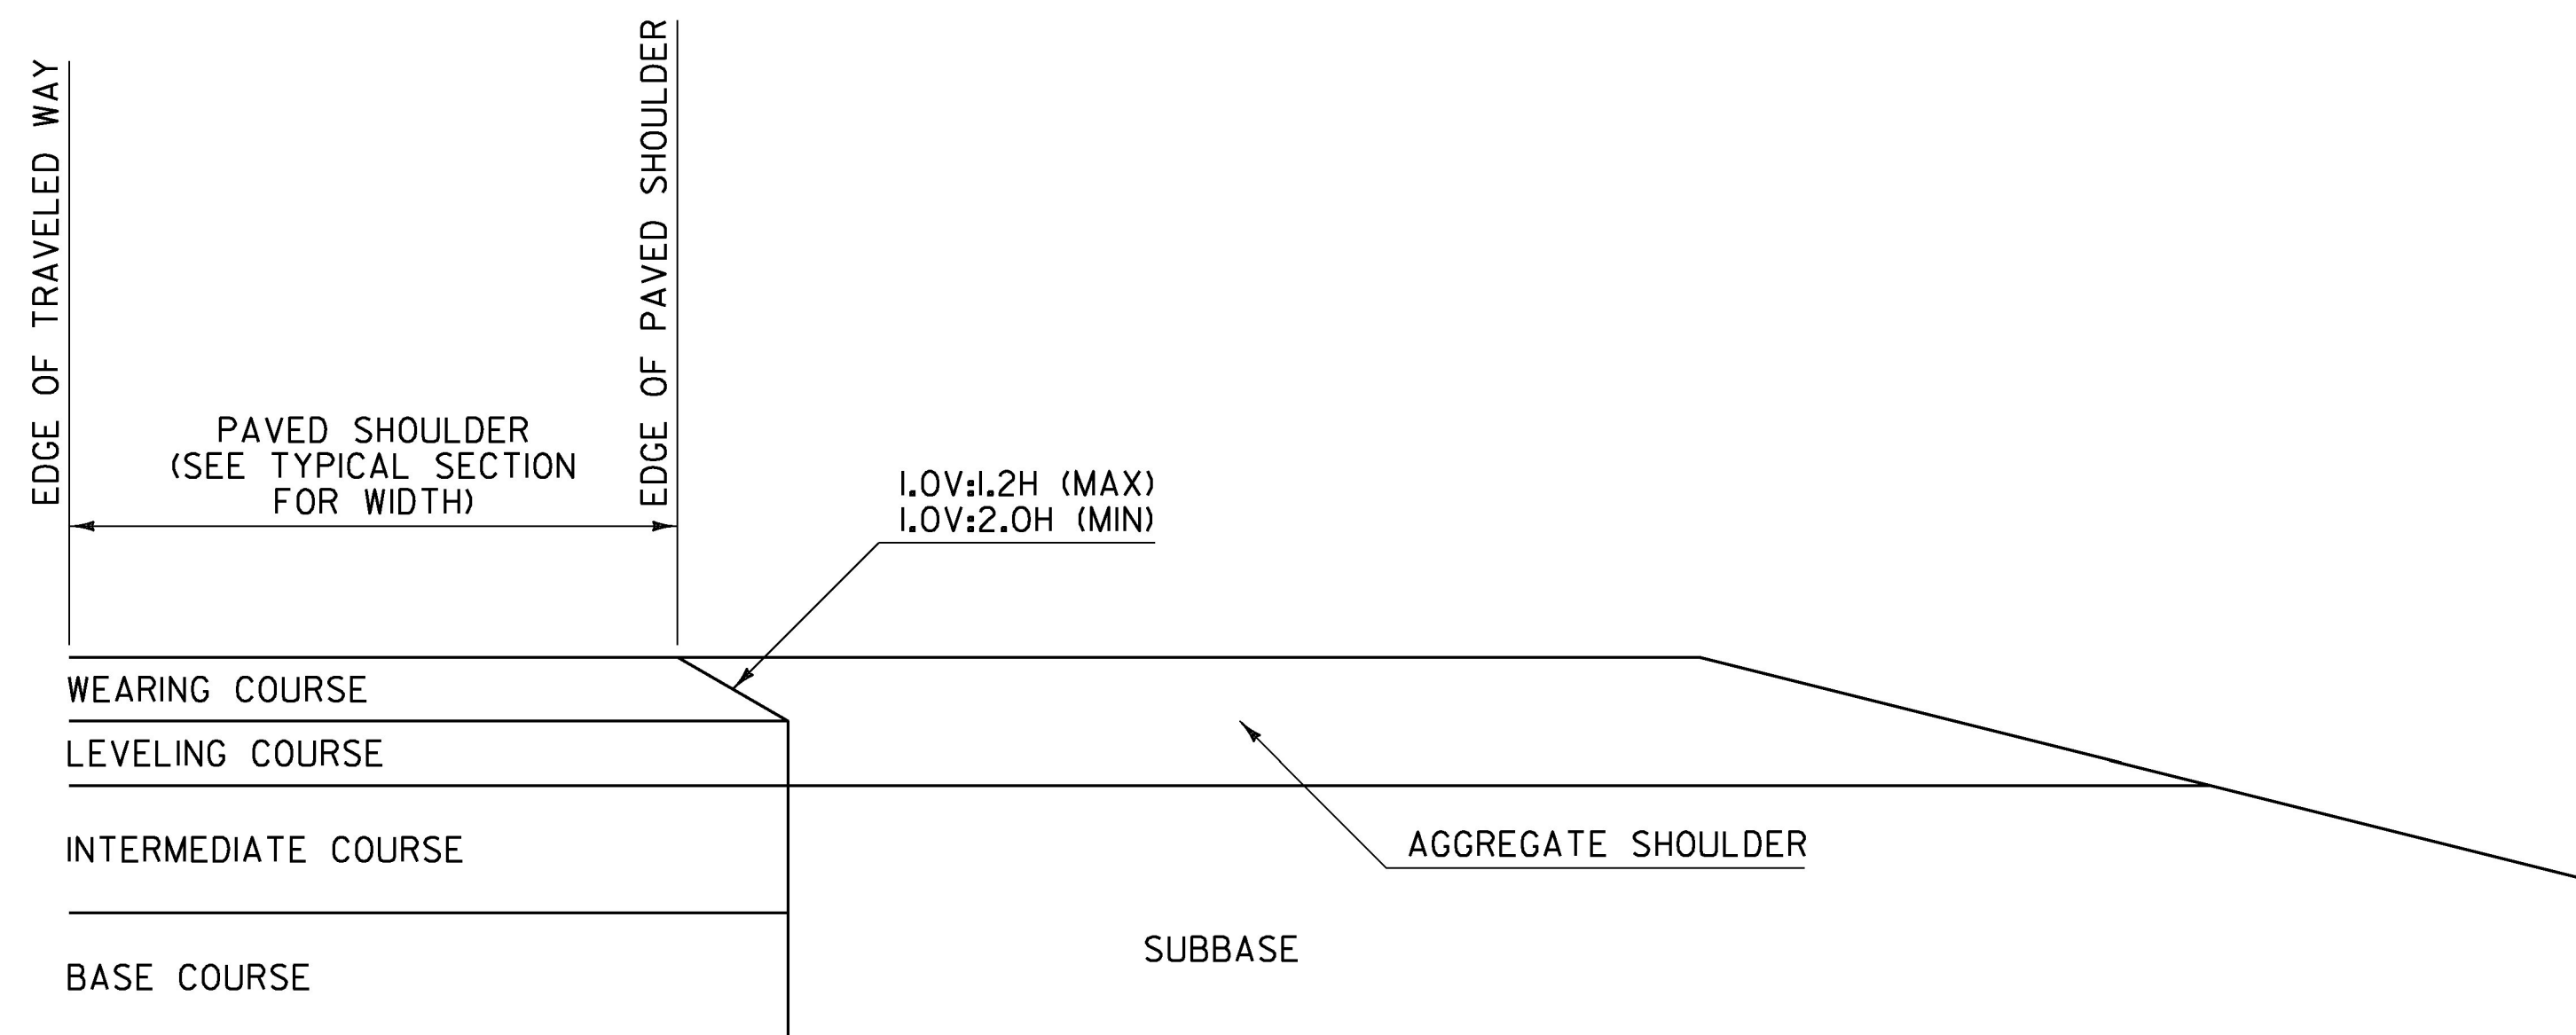 EDGE OF TRAVELED WAY
EDGE OF PAVED SHOULDER
PAVED SHOULDER
(SEE TYPICAL SECTION
FOR WIDTH)
1.0V:1.2H (MAX)
1.0V:2.0H (MIN)
WEARING COURSE
LEVELING COURSE
INTERMEDIATE COURSE
AGGREGATE SHOULDER
SUBBASE
BASE COURSE